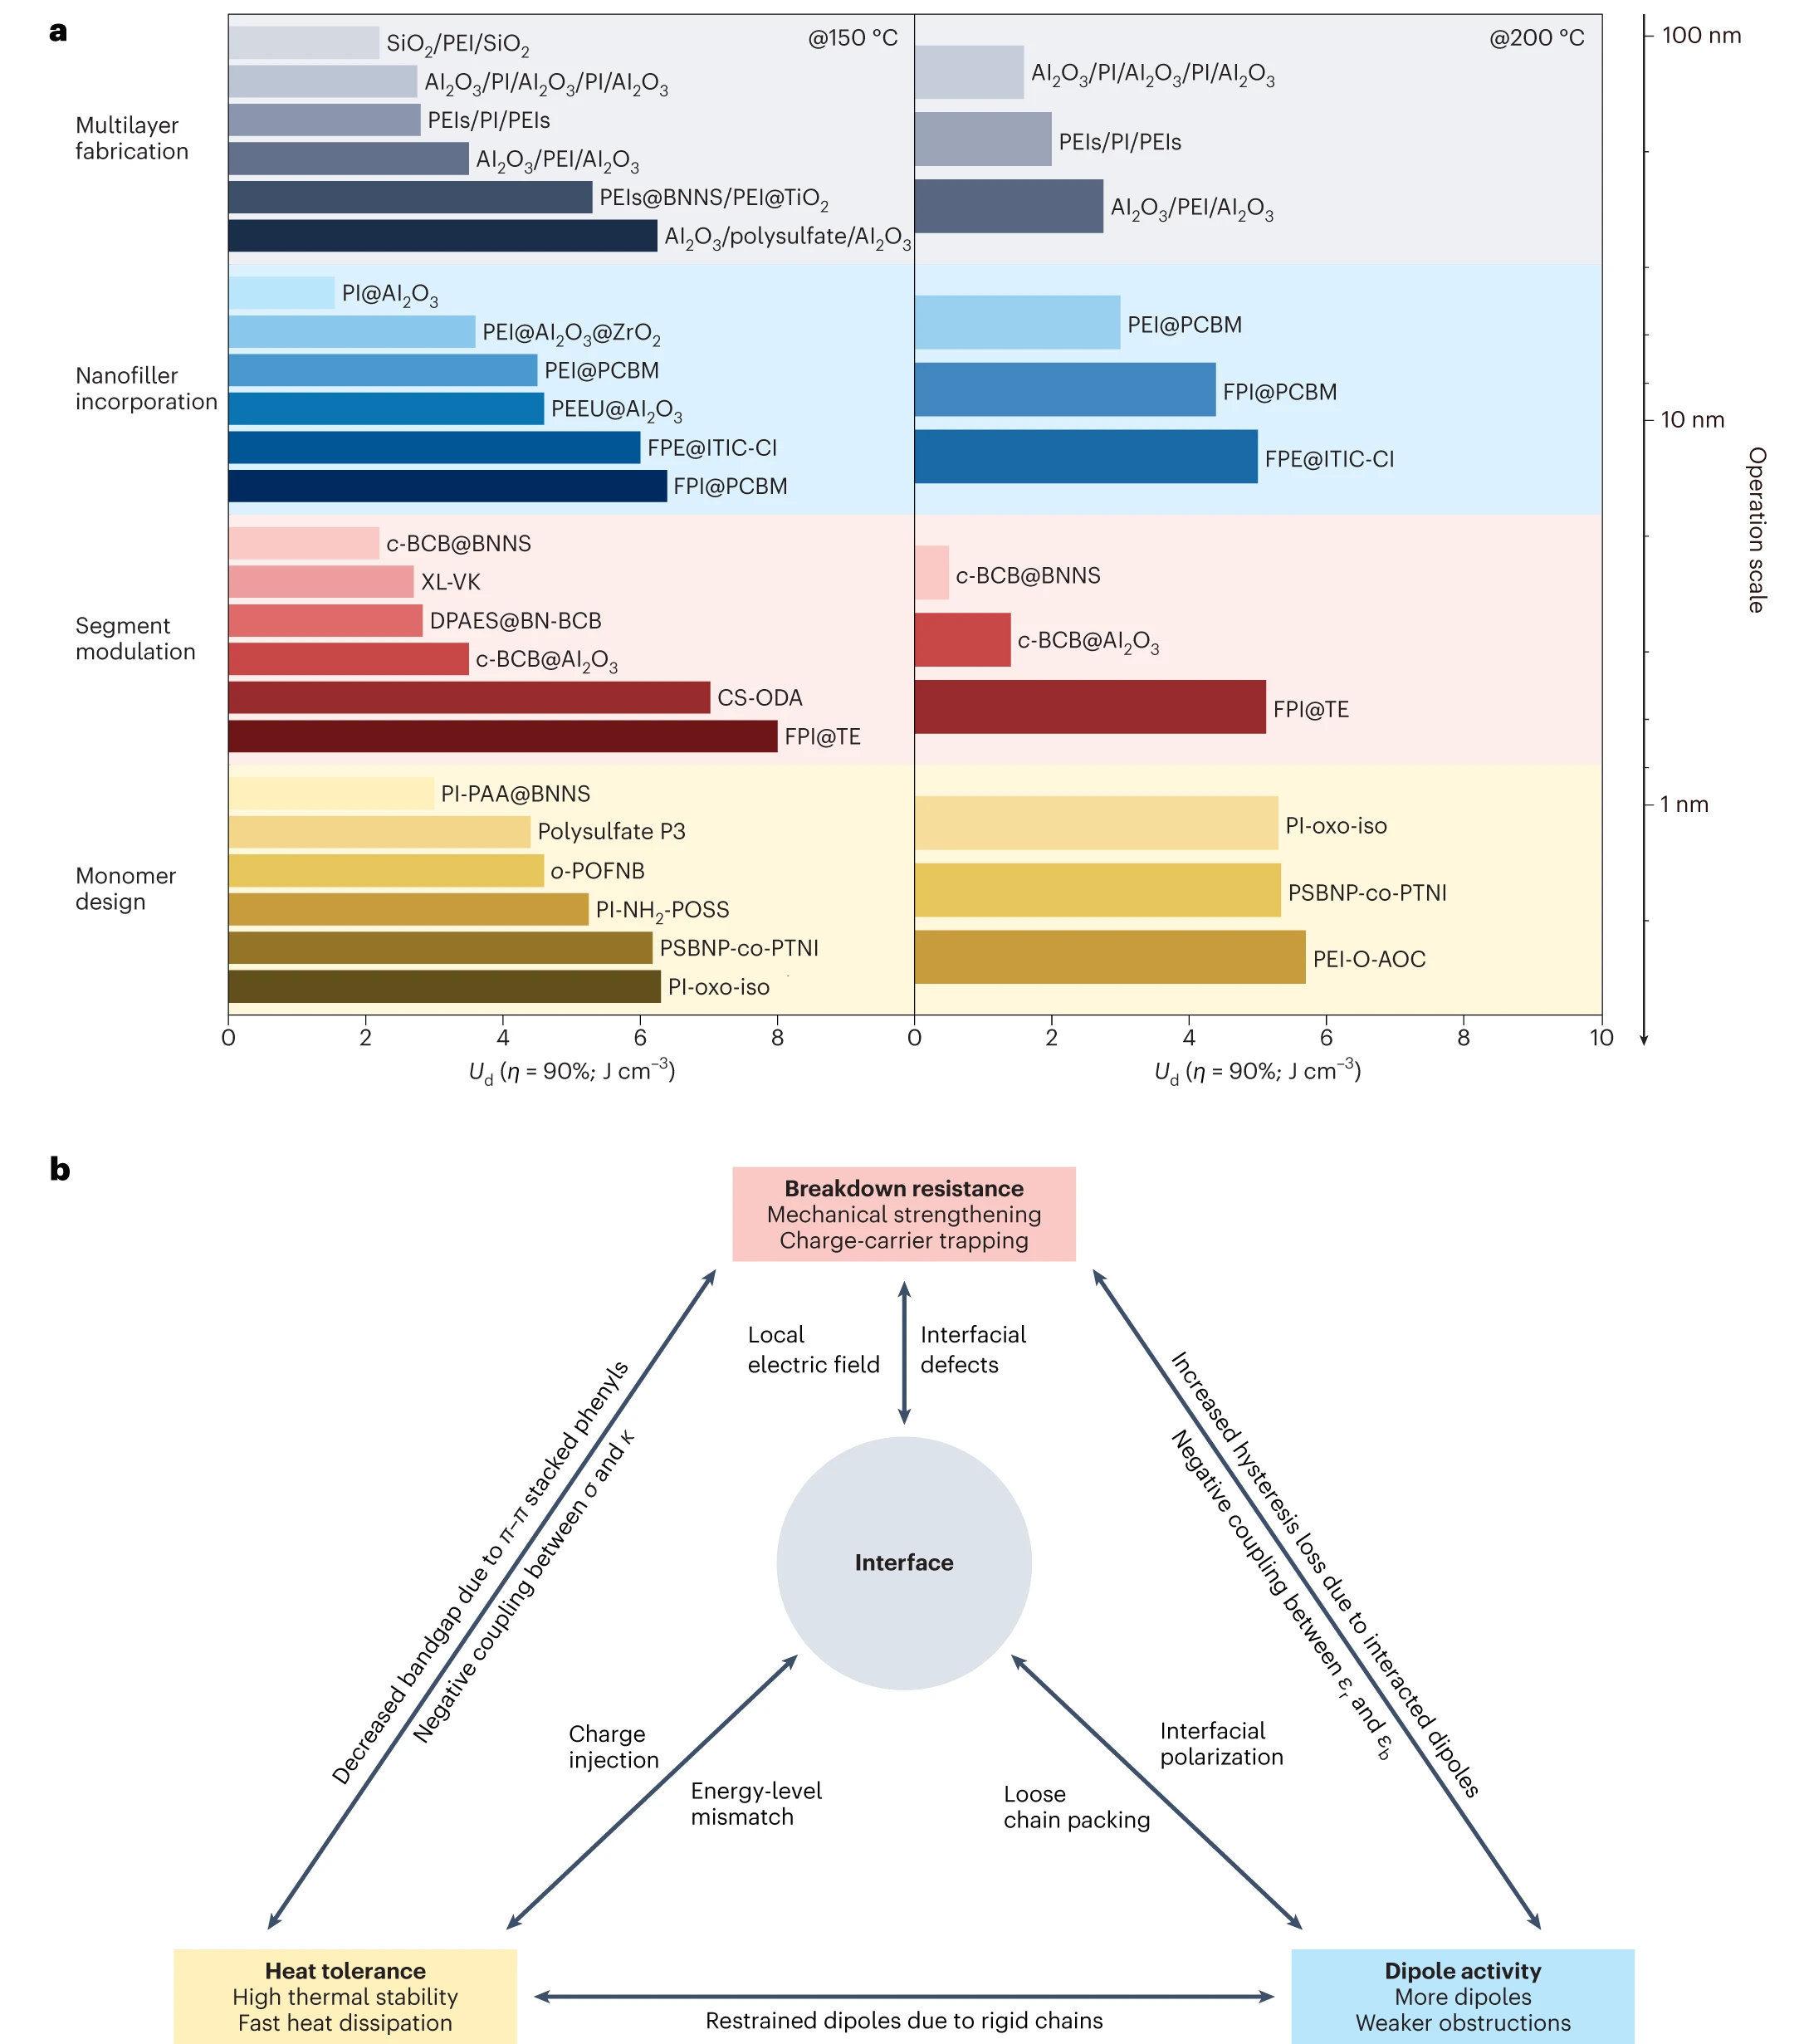 a
@150 °C
@200 °C
100 nm
10 nm
1 nm
Operation scale
Multilayer
fabrication
SiO₂/PEI/SiO₂
Al₂O₃/PI/Al₂O₃/PI/Al₂O₃
PEIs/PI/PEIs
Al₂O₃/PEI/Al₂O₃
PEIs@BNNS/PEI@TiO₂
Al₂O₃/polysulfate/Al₂O₃
Al₂O₃/PI/Al₂O₃/PI/Al₂O₃
PEIs/PI/PEIs
Al₂O₃/PEI/Al₂O₃
Nanofiller
incorporation
PI@Al₂O₃
PEI@Al₂O₃@ZrO₂
PEI@PCBM
PEEU@Al₂O₃
FPE@ITIC-Cl
FPI@PCBM
PEI@PCBM
FPI@PCBM
FPE@ITIC-Cl
Segment
modulation
c-BCB@BNNS
XL-VK
DPAES@BN-BCB
c-BCB@Al₂O₃
CS-ODA
FPI@TE
c-BCB@BNNS
c-BCB@Al₂O₃
FPI@TE
Monomer
design
PI-PAA@BNNS
Polysulfate P3
o-POFNB
PI-NH₂-POSS
PSBNP-co-PTNI
PI-oxo-iso
PI-oxo-iso
PSBNP-co-PTNI
PEI-O-AOC
0 2 4 6 8 0 2 4 6 8 10
U_d (η = 90%; J cm⁻³)
U_d (η = 90%; J cm⁻³)
b
Breakdown resistance
Mechanical strengthening
Charge-carrier trapping
Local
electric field
Interfacial
defects
Decreased bandgap due to π–π stacked phenyls
Negative coupling between σ and κ
Increased hysteresis loss due to interacted dipoles
Negative coupling between ε_r and ε_b
Interface
Charge
injection
Energy-level
mismatch
Interfacial
polarization
Loose
chain packing
Heat tolerance
High thermal stability
Fast heat dissipation
Restrained dipoles due to rigid chains
Dipole activity
More dipoles
Weaker obstructions